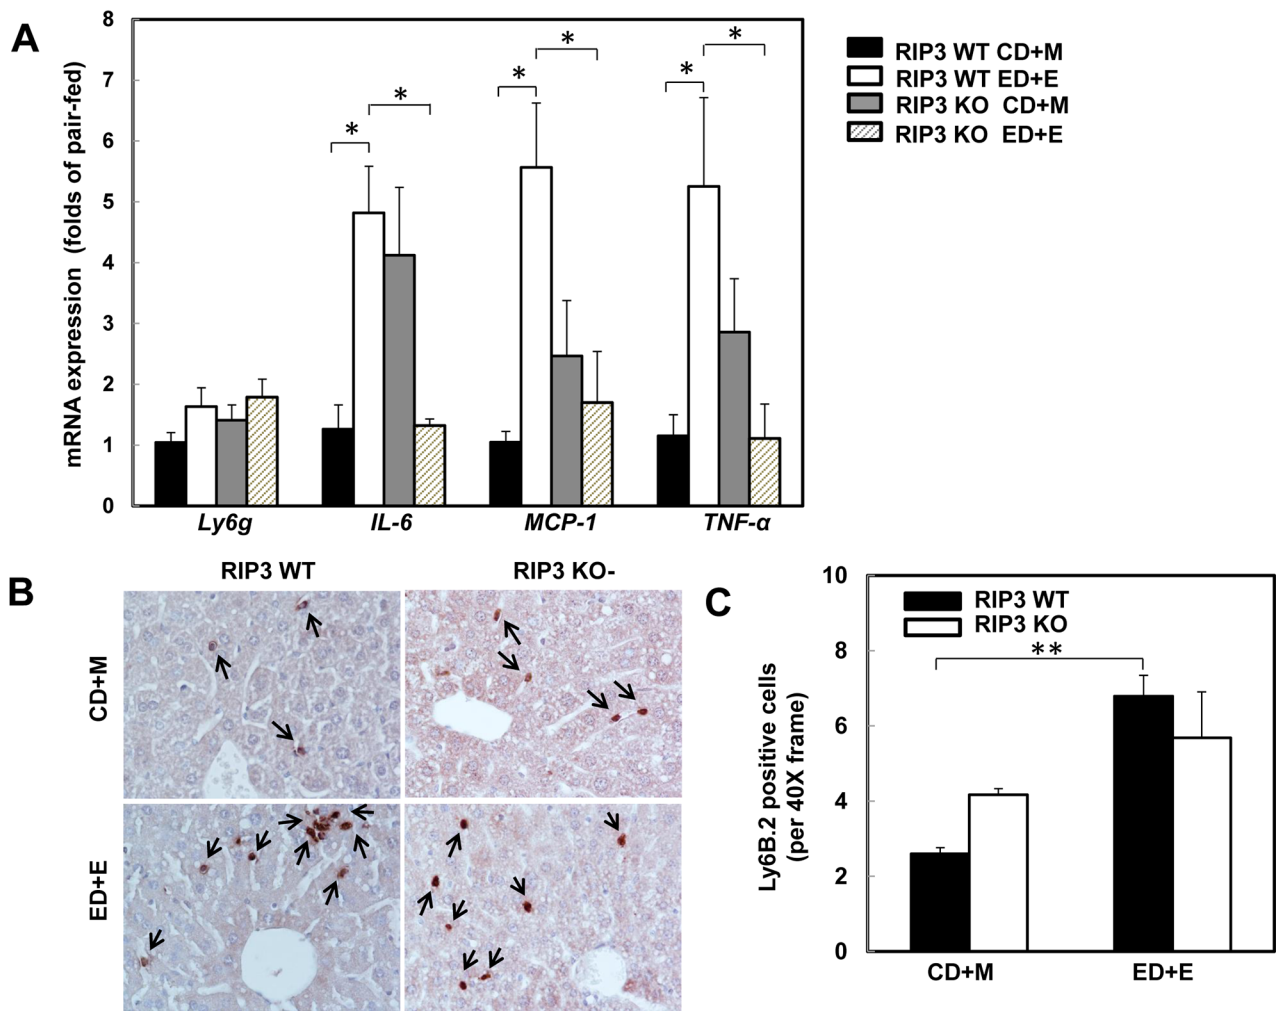 A
8
7
6
5
4
3
2
1
0
mRNA expression (folds of pair-fed)
*
*
*
*
*
*
Ly6g
IL-6
MCP-1
TNF-α
RIP3 WT CD+M
RIP3 WT ED+E
RIP3 KO CD+M
RIP3 KO ED+E
B
RIP3 WT
RIP3 KO-
CD+M
ED+E
C
10
8
6
4
2
0
Ly6B.2 positive cells
(per 40X frame)
RIP3 WT
RIP3 KO
**
CD+M
ED+E